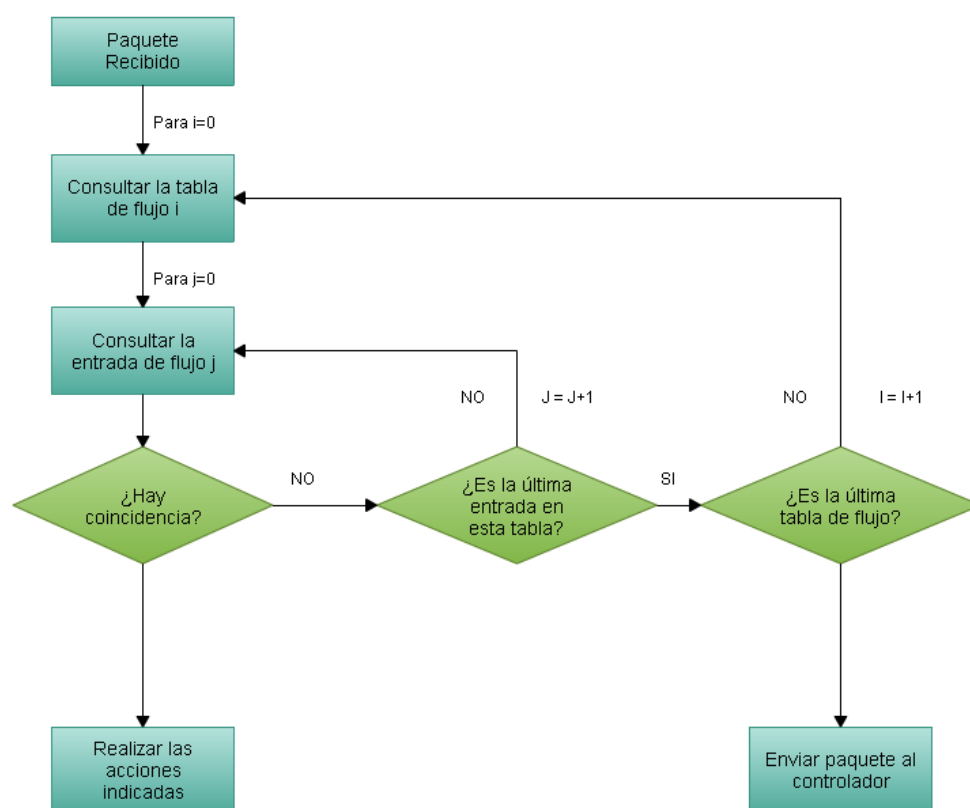 Paquete
Recibido
Para i=0
Consultar la tabla
de flujo i
Para j=0
Consultar la
entrada de flujo j
NO
J = J+1
NO
I = I+1
¿Hay
coincidencia?
NO
¿Es la última
entrada en
esta tabla?
SI
¿Es la última
tabla de flujo?
Realizar las
acciones
indicadas
Enviar paquete al
controlador